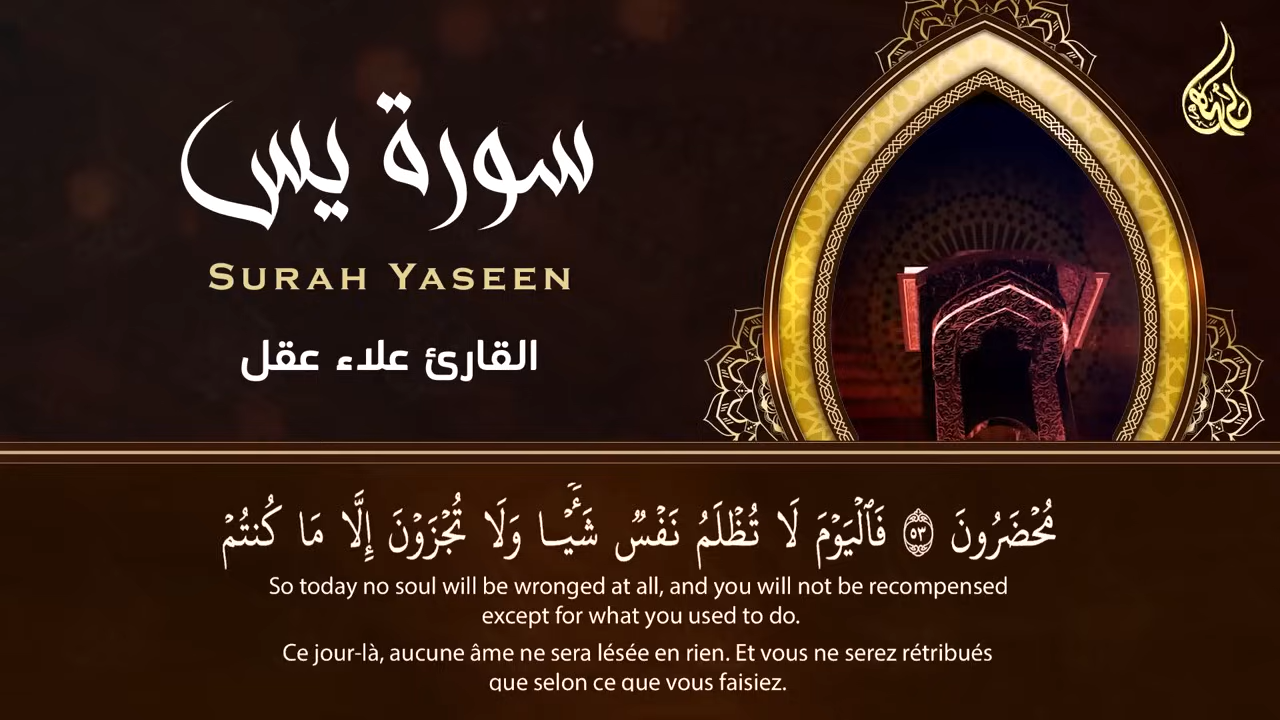 سورة يس
SURAH YASEEN
القارئ علاء عقل
مُحْضَرُونَ ٥٣ فَٱلْيَوْمَ لَا تُظْلَمُ نَفْسٌ شَيْـًٔا وَلَا تُجْزَوْنَ إِلَّا مَا كُنتُمْ
So today no soul will be wronged at all, and you will not be recompensed
except for what you used to do.
Ce jour-là, aucune âme ne sera lésée en rien. Et vous ne serez rétribués
que selon ce que vous faisiez.